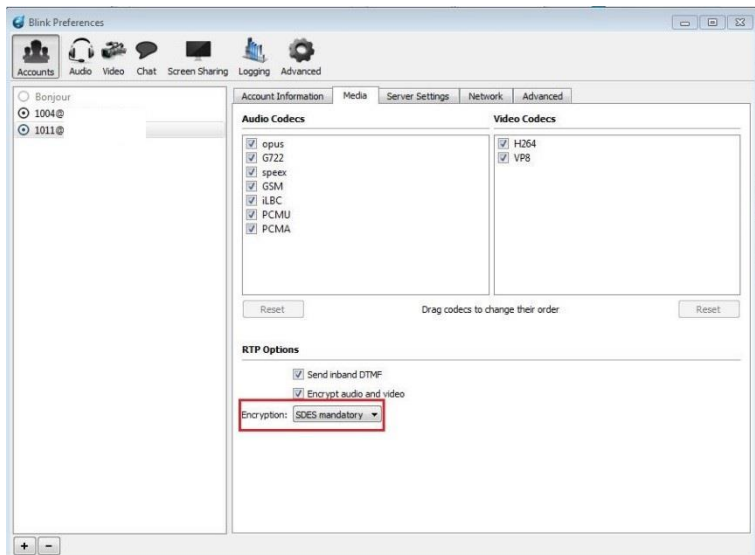 Blink Preferences
Accounts Audio Video Chat Screen Sharing Logging Advanced
Bonjour
1004@
1011@
Account Information Media Server Settings Network Advanced
Audio Codecs Video Codecs
opus
G722
speex
GSM
iLBC
PCMU
PCMA
H264
VP8
Reset Drag codecs to change their order Reset
RTP Options
Send inband DTMF
Encrypt audio and video
Encryption: SDES mandatory
+ -